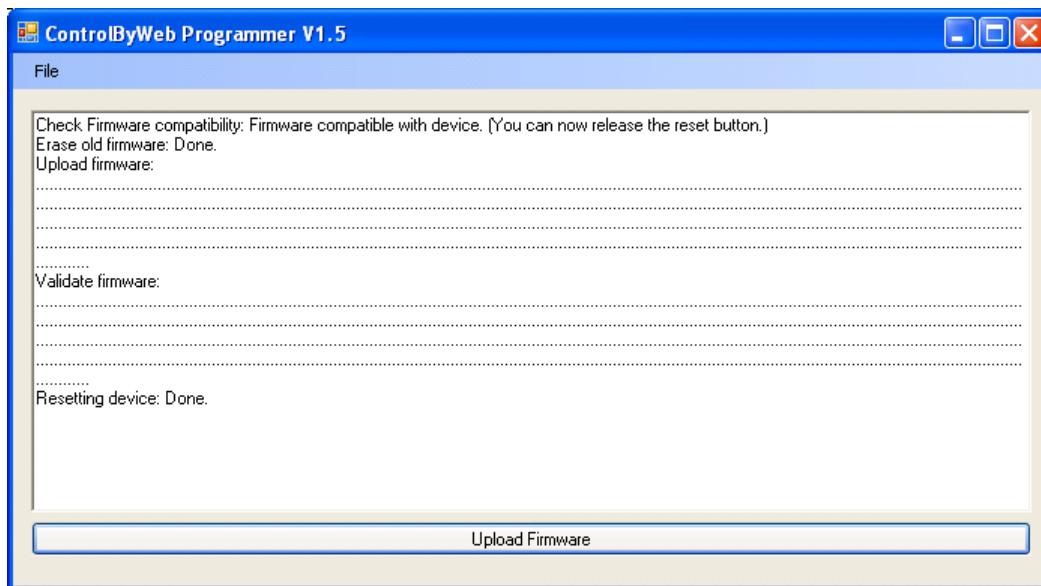 ControlByWeb Programmer V1.5
File
Check Firmware compatibility: Firmware compatible with device. (You can now release the reset button.)
Erase old firmware: Done.
Upload firmware:
Validate firmware:
Resetting device: Done.
Upload Firmware